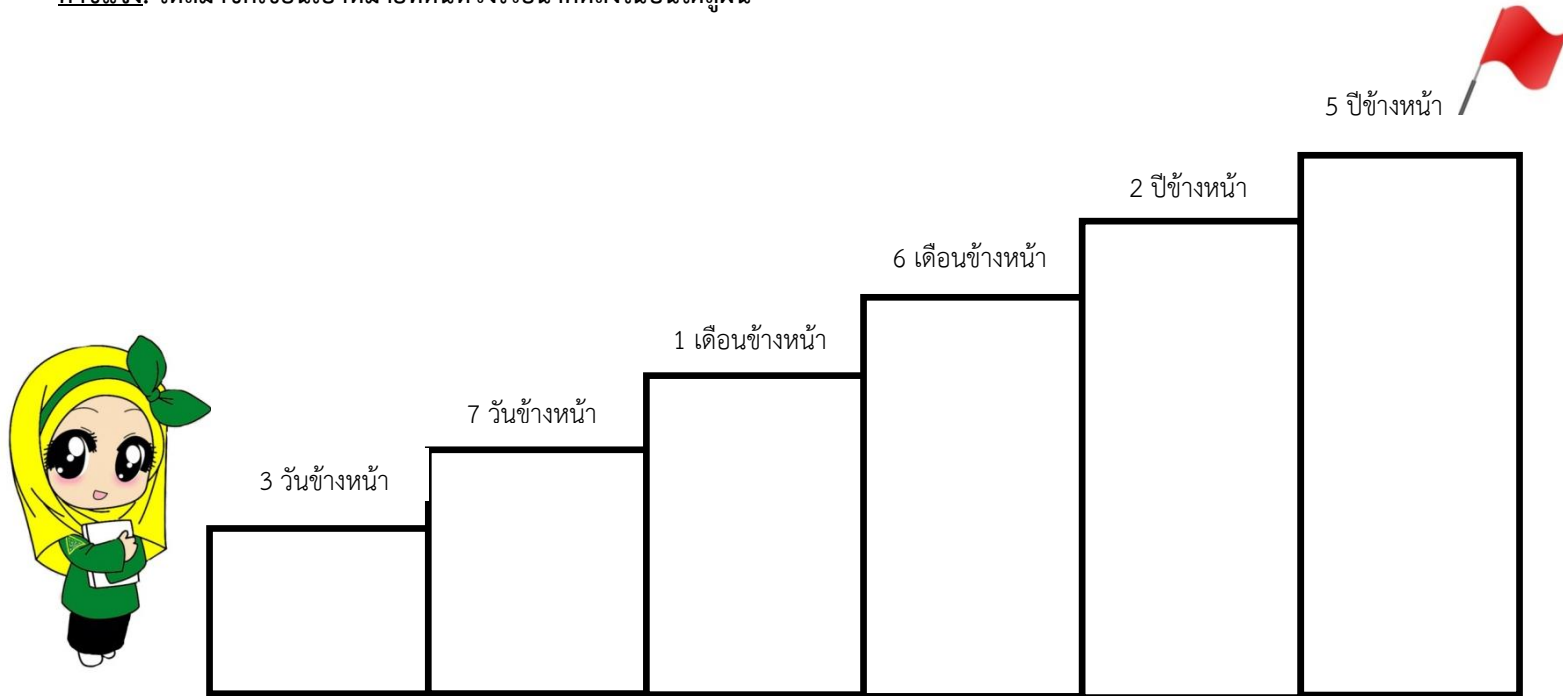 5 ปีข้างหน้า
2 ปีข้างหน้า
6 เดือนข้างหน้า
1 เดือนข้างหน้า
7 วันข้างหน้า
3 วันข้างหน้า